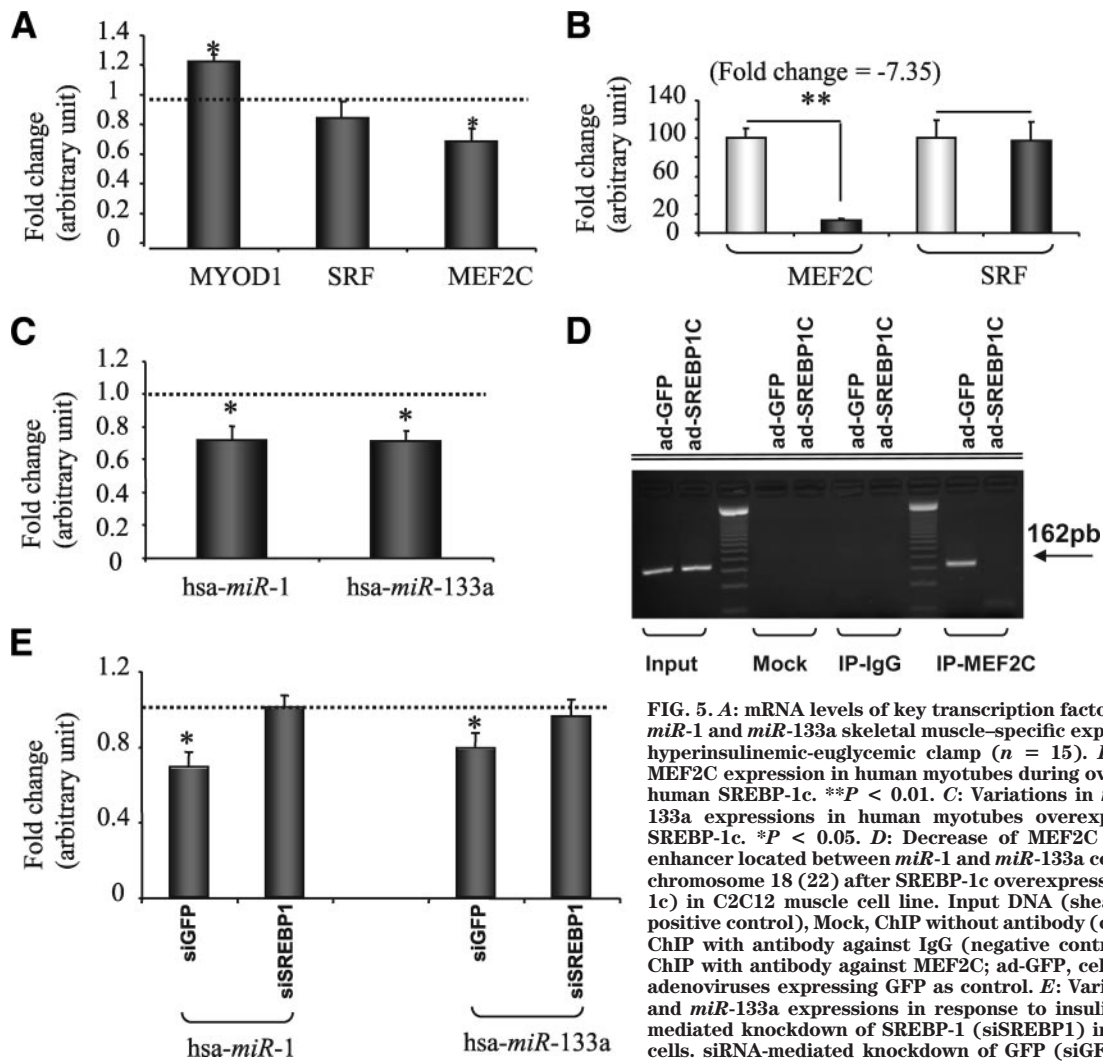 A
Fold change
(arbitrary unit)
1.4
1.2
1
0.8
0.6
0.4
0.2
0
*
*
MYOD1
SRF
MEF2C
B
(Fold change = -7.35)
**
Fold change
(arbitrary unit)
140
120
100
80
60
40
20
0
MEF2C
SRF
C
Fold change
(arbitrary unit)
1.2
1.0
0.8
0.6
0.4
0.2
0
*
*
hsa-miR-1
hsa-miR-133a
D
ad-GFP
ad-SREBP1C
ad-GFP
ad-SREBP1C
ad-GFP
ad-SREBP1C
ad-GFP
ad-SREBP1C
162pb
Input
Mock
IP-IgG
IP-MEF2C
E
Fold change
(arbitrary unit)
1.2
0.8
0.4
0
*
*
siGFP
siSREBP1
siGFP
siSREBP1
hsa-miR-1
hsa-miR-133a
FIG. 5. A: mRNA levels of key transcription facto
miR-1 and miR-133a skeletal muscle–specific exp
hyperinsulinemic-euglycemic clamp (n = 15).
MEF2C expression in human myotubes during ov
human SREBP-1c. **P < 0.01. C: Variations in
133a expressions in human myotubes overexp
SREBP-1c. *P < 0.05. D: Decrease of MEF2C
enhancer located between miR-1 and miR-133a co
chromosome 18 (22) after SREBP-1c overexpress
1c) in C2C12 muscle cell line. Input DNA (shea
positive control), Mock, ChIP without antibody (
ChIP with antibody against IgG (negative contr
ChIP with antibody against MEF2C; ad-GFP, cel
adenoviruses expressing GFP as control. E: Vari
and miR-133a expressions in response to insuli
mediated knockdown of SREBP-1 (siSREBP1) in
cells. siRNA-mediated knockdown of GFP (siGF